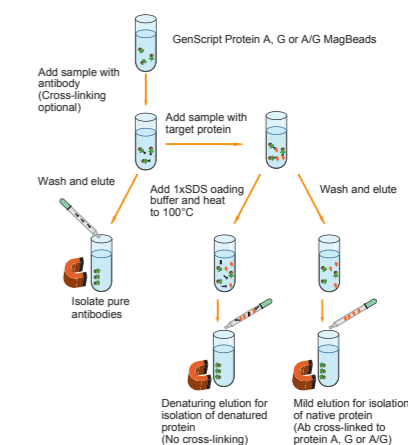 GenScript Protein A, G or A/G MagBeads
Add sample with
antibody
(Cross-linking
optional)
Add sample with
target protein
Wash and elute
Add 1xSDS oading
buffer and heat
to 100°C
Wash and elute
Isolate pure
antibodies
Denaturing elution for
isolation of denatured
protein
(No cross-linking)
Mild elution for isolation
of native protein
(Ab cross-linked to
protein A, G or A/G)